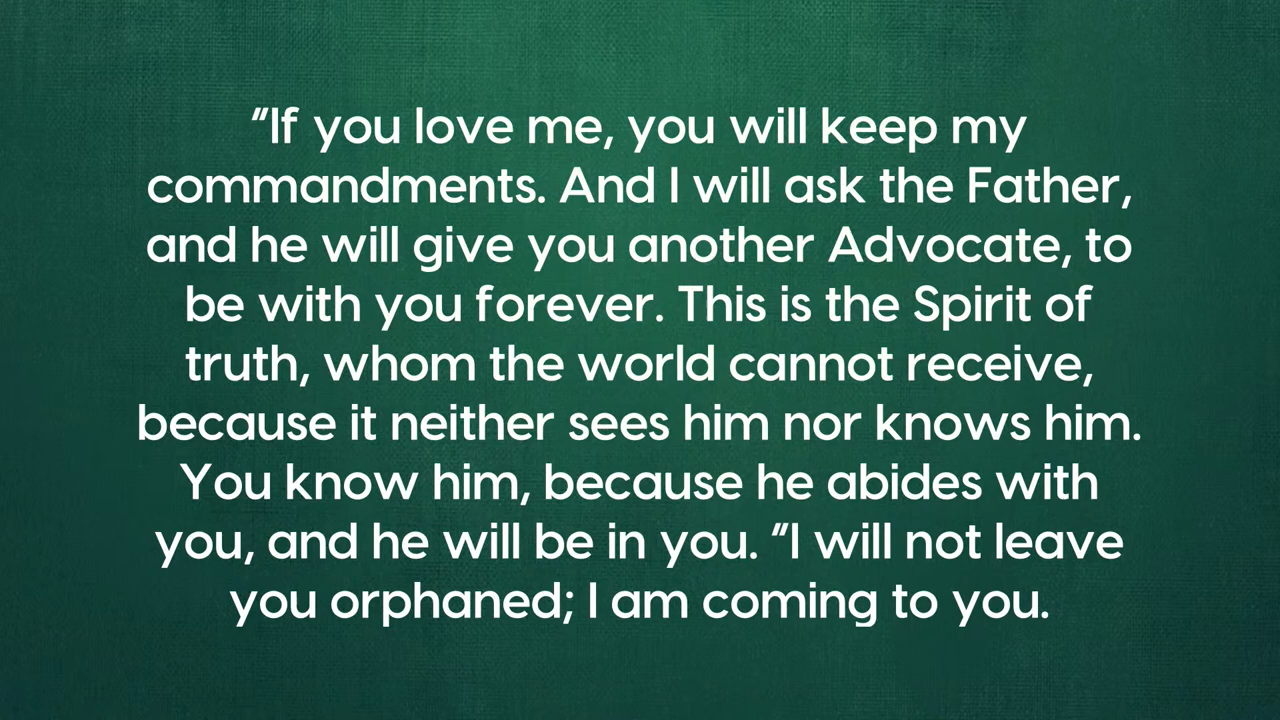 "If you love me, you will keep my
commandments. And I will ask the Father,
and he will give you another Advocate, to
be with you forever. This is the Spirit of
truth, whom the world cannot receive,
because it neither sees him nor knows him.
You know him, because he abides with
you, and he will be in you. "I will not leave
you orphaned; I am coming to you.